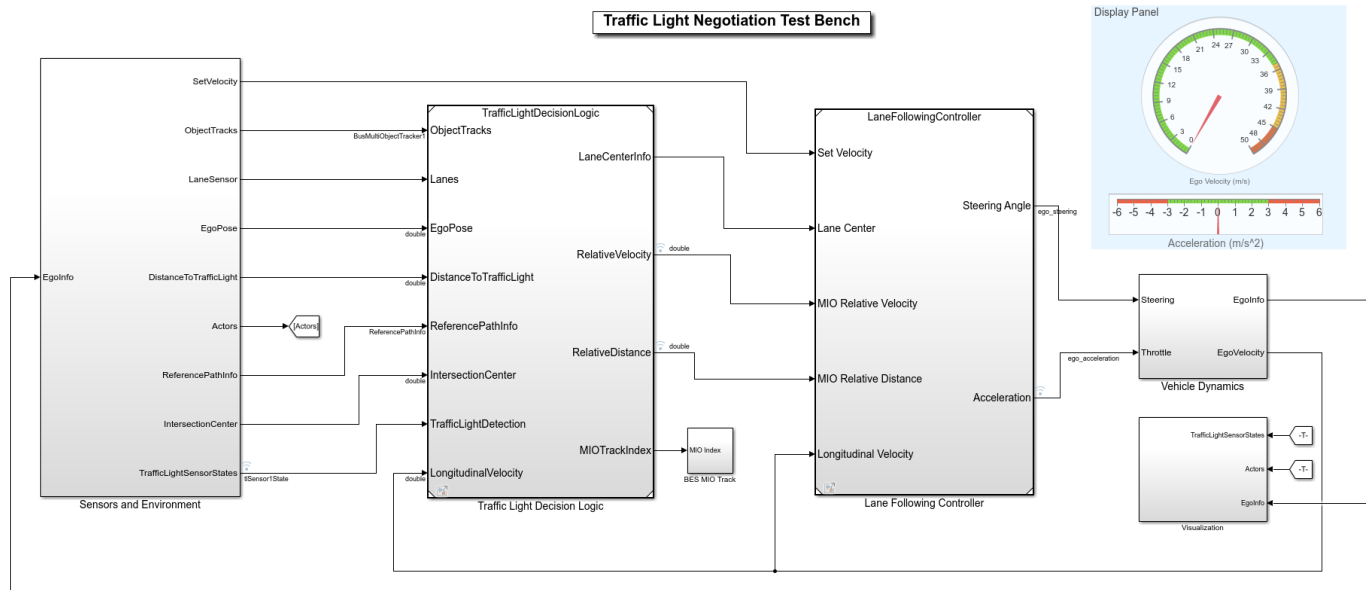 Traffic Light Negotiation Test Bench
Display Panel
0
3
6
9
12
15
18
21
24
27
30
33
36
39
42
45
48
50
Ego Velocity (m/s)
-6 -5 -4 -3 -2 -1 0 1 2 3 4 5 6
Acceleration (m/s^2)
EgoInfo
SetVelocity
ObjectTracks
LaneSensor
EgoPose
DistanceToTrafficLight
Actors
ReferencePathInfo
IntersectionCenter
TrafficLightSensorStates
Sensors and Environment
[Actors]
BusMultiObjectTracker1
double
double
ReferencePathInfo
double
tlSensor1State
double
TrafficLightDecisionLogic
ObjectTracks
Lanes
EgoPose
DistanceToTrafficLight
ReferencePathInfo
IntersectionCenter
TrafficLightDetection
LongitudinalVelocity
LaneCenterInfo
RelativeVelocity
RelativeDistance
MIOTrackIndex
Traffic Light Decision Logic
double
double
MIO Index
BES MIO Track
LaneFollowingController
Set Velocity
Lane Center
MIO Relative Velocity
MIO Relative Distance
Longitudinal Velocity
Steering Angle
Acceleration
Lane Following Controller
ego_steering
ego_acceleration
Steering
Throttle
EgoInfo
EgoVelocity
Vehicle Dynamics
TrafficLightSensorStates
Actors
EgoInfo
-T-
-T-
Visualization